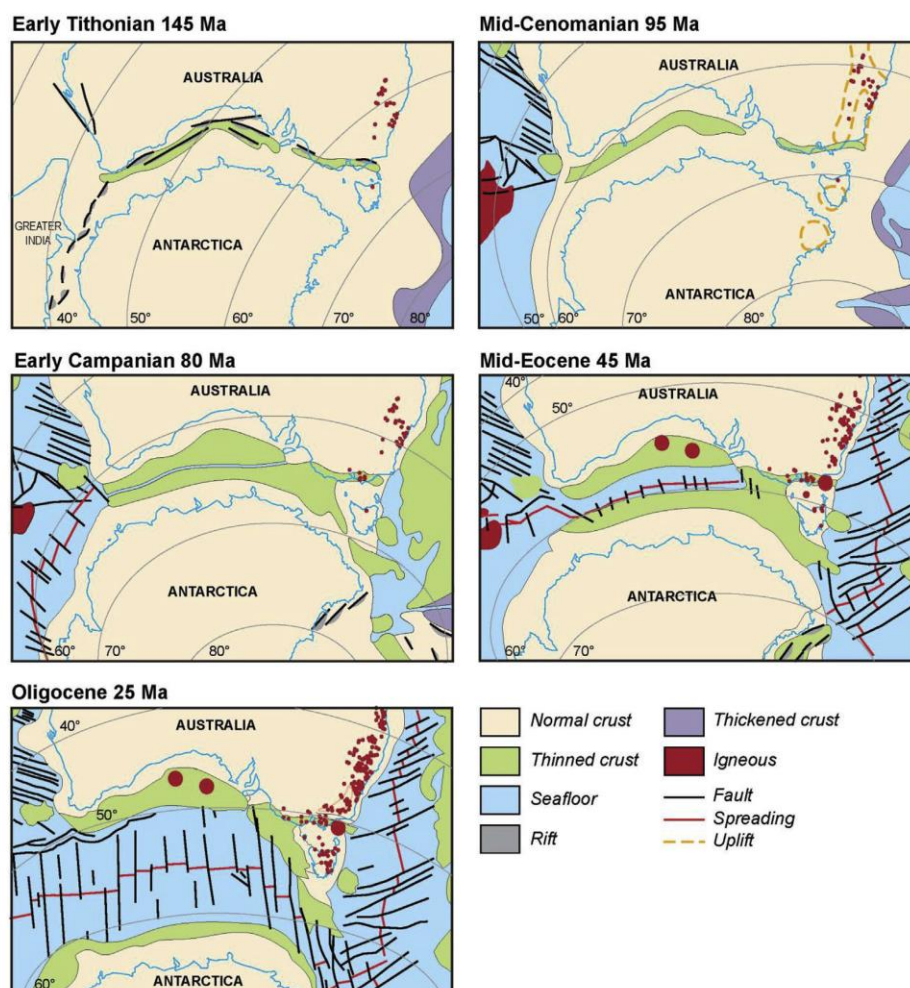 Early Tithonian 145 Ma
AUSTRALIA
GREATER
INDIA
ANTARCTICA
40°
50°
60°
70°
80°
Mid-Cenomanian 95 Ma
AUSTRALIA
ANTARCTICA
50°
60°
70°
80°
Early Campanian 80 Ma
AUSTRALIA
ANTARCTICA
60°
70°
80°
Mid-Eocene 45 Ma
40°
50°
AUSTRALIA
ANTARCTICA
60°
70°
Oligocene 25 Ma
40°
AUSTRALIA
50°
60°
ANTARCTICA
Normal crust
Thinned crust
Seafloor
Rift
Thickened crust
Igneous
Fault
Spreading
Uplift